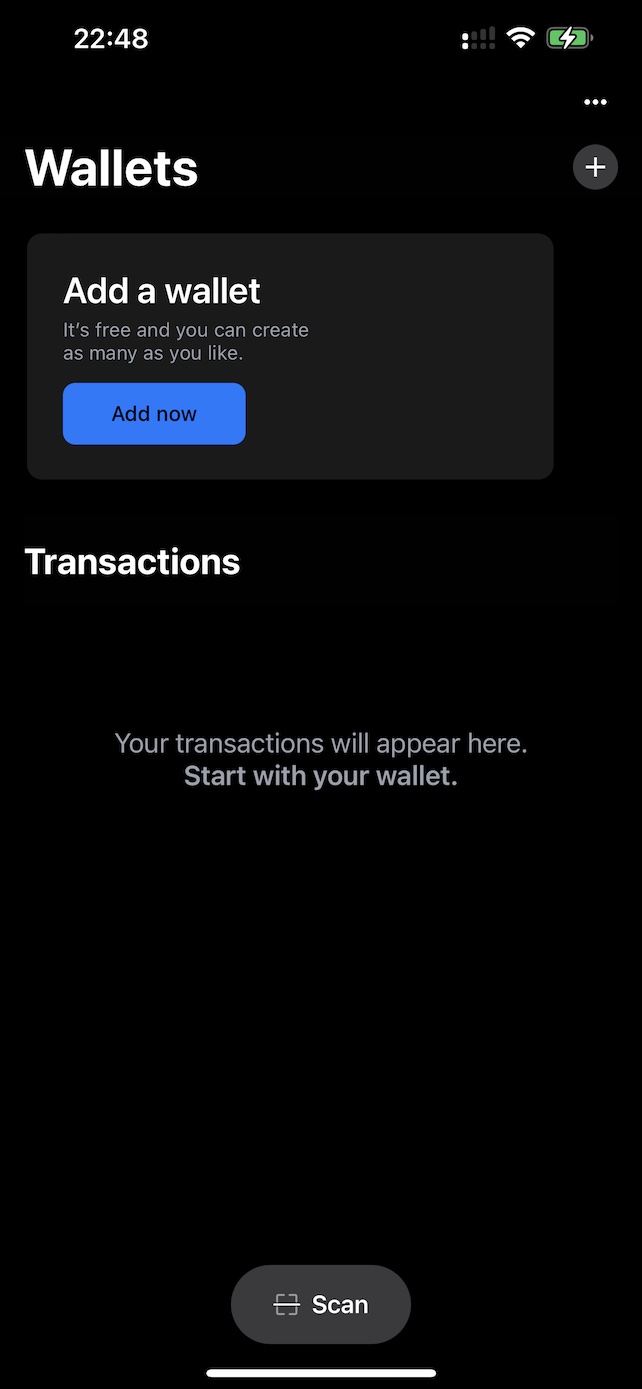 22:48
Wallets
Add a wallet
It’s free and you can create
as many as you like.
Add now
Transactions
Your transactions will appear here.
Start with your wallet.
Scan